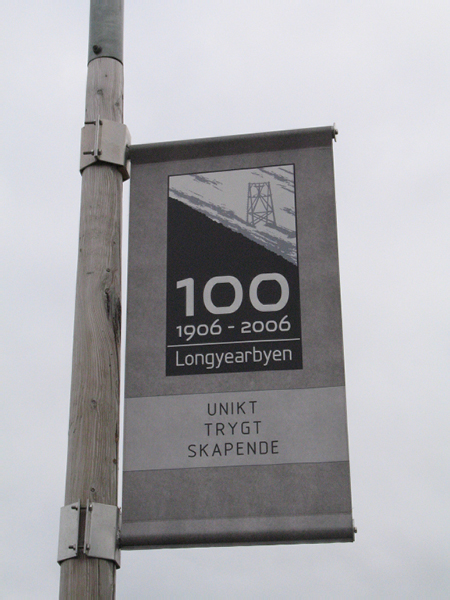 100
1906 - 2006
Longyearbyen
UNIKT
TRYGT
SKAPENDE